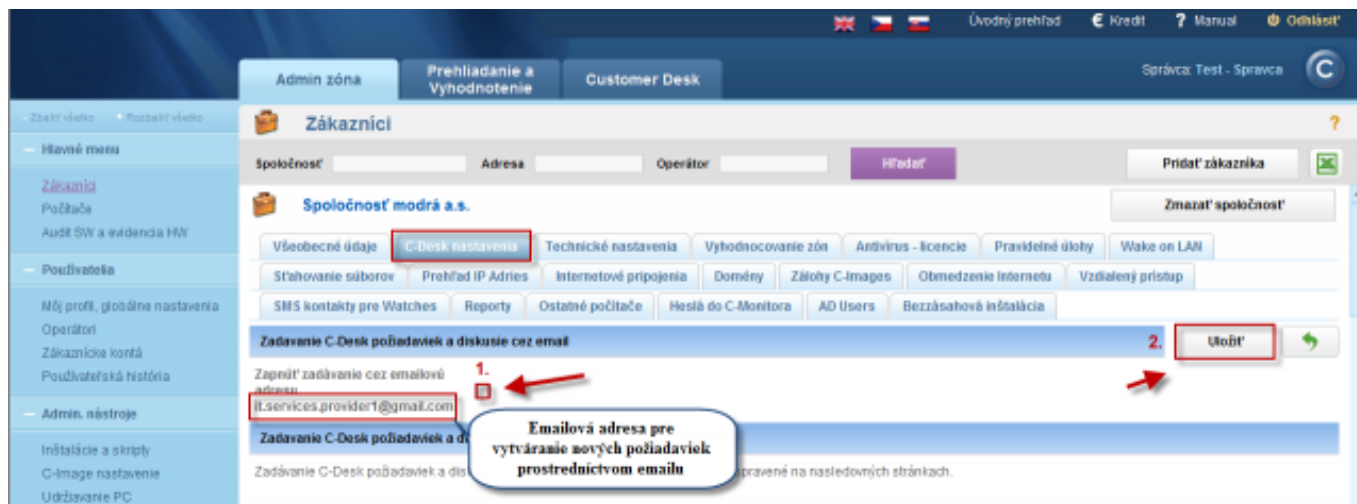 Úvodný prehľad € Kredit ? Manual Odhlásiť
Admin zóna
Prehliadanie a
Vyhodnotenie
Customer Desk
Správca: Test - Spravca
- Zbaliť všetko + Rozbaliť všetko
Zákazníci ?
Hlavné menu
Spoločnosť Adresa Operátor Hľadať Pridať zákazníka
Zákazníci
Počítače
Audit SW a evidencia HW
Spoločnosť modrá a.s. Zmazať spoločnosť
Všeobecné údaje C-Desk nastavenia Technické nastavenia Vyhodnocovanie zón Antivirus - licencie Pravidelné úlohy Wake on LAN
Používatelia
Sťahovanie súborov Prehľad IP Adries Internetové pripojenia Domény Zálohy C-Images Obmedzenie Internetu Vzdialený prístup
Môj profil, globálne nastavenia
Operátori
Zákaznícke kontá
Používateľská história
SMS kontakty pre Watches Reporty Ostatné počítače Heslá do C-Monitora AD Users Bezzásahová inštalácia
Zadavanie C-Desk požiadaviek a diskusie cez email 2. Uložiť
Zapnúť zadávanie cez emailovú
adresu
1.
it.services.provider1@gmail.com
Emailová adresa pre
vytváranie nových požiadaviek
prostredníctvom emailu
Admin. nástroje
Inštalácie a skripty
C-Image nastavenie
Udržiavanie PC
Zadavanie C-Desk požiadaviek a d
Zadávanie C-Desk požiadaviek a dis pravené na nasledovných stránkach.